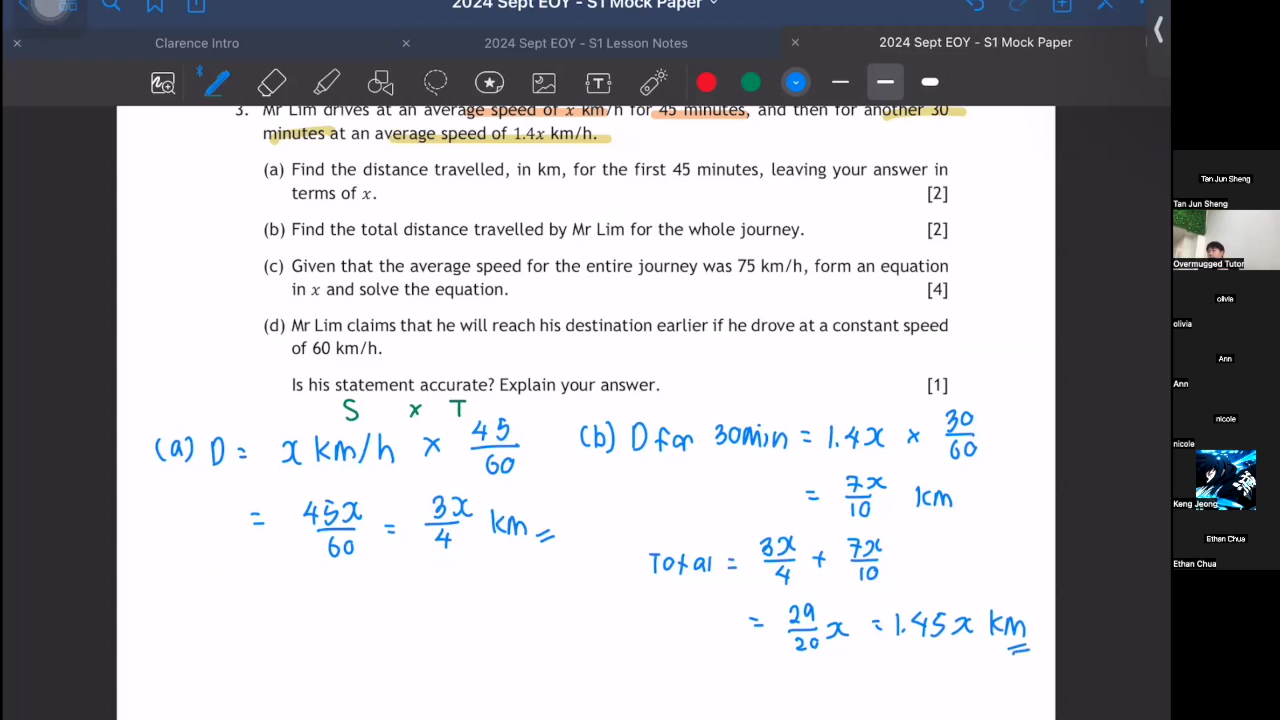 2024 Sept EOY - S1 Mock Paper
Clarence Intro
2024 Sept EOY - S1 Lesson Notes
2024 Sept EOY - S1 Mock Paper
3. Mr Lim drives at an average speed of x km/h for 45 minutes, and then for another 30
minutes at an average speed of 1.4x km/h.
(a) Find the distance travelled, in km, for the first 45 minutes, leaving your answer in
terms of x. [2]
(b) Find the total distance travelled by Mr Lim for the whole journey. [2]
(c) Given that the average speed for the entire journey was 75 km/h, form an equation
in x and solve the equation. [4]
(d) Mr Lim claims that he will reach his destination earlier if he drove at a constant speed
of 60 km/h.
Is his statement accurate? Explain your answer. [1]
S × T
(a) D = x km/h × 45/60
= 45x/60 = 3x/4 km
(b) D for 30min = 1.4x × 30/60
= 7x/10 km
Total = 3x/4 + 7x/10
= 29/20 x = 1.45x km
Tan Jun Sheng
Tan Jun Sheng
Overmugged Tutor
olivia
olivia
Ann
Ann
nicole
nicole
Keng Jeong
Ethan Chua
Ethan Chua